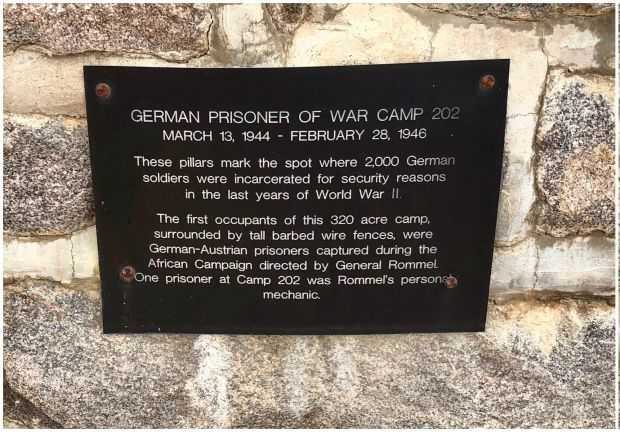 GERMAN PRISONER OF WAR CAMP 202
MARCH 13, 1944 - FEBRUARY 28, 1946
These pillars mark the spot where 2,000 German
soldiers were incarcerated for security reasons
in the last years of World War II.
The first occupants of this 320 acre camp,
surrounded by tall barbed wire fences, were
German-Austrian prisoners captured during the
African Campaign directed by General Rommel.
One prisoner at Camp 202 was Rommel's personal
mechanic.